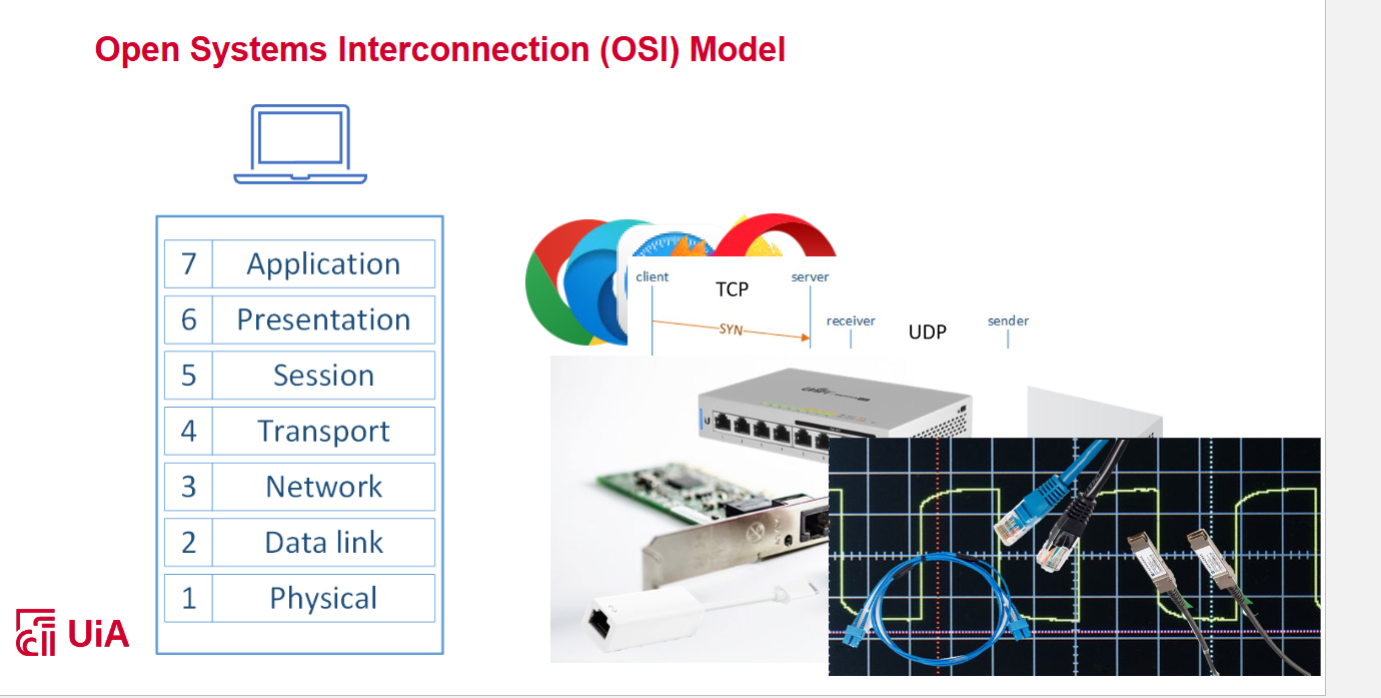 Open Systems Interconnection (OSI) Model
7 Application
6 Presentation
5 Session
4 Transport
3 Network
2 Data link
1 Physical
client
TCP
server
SYN
receiver
UDP
sender
UiA